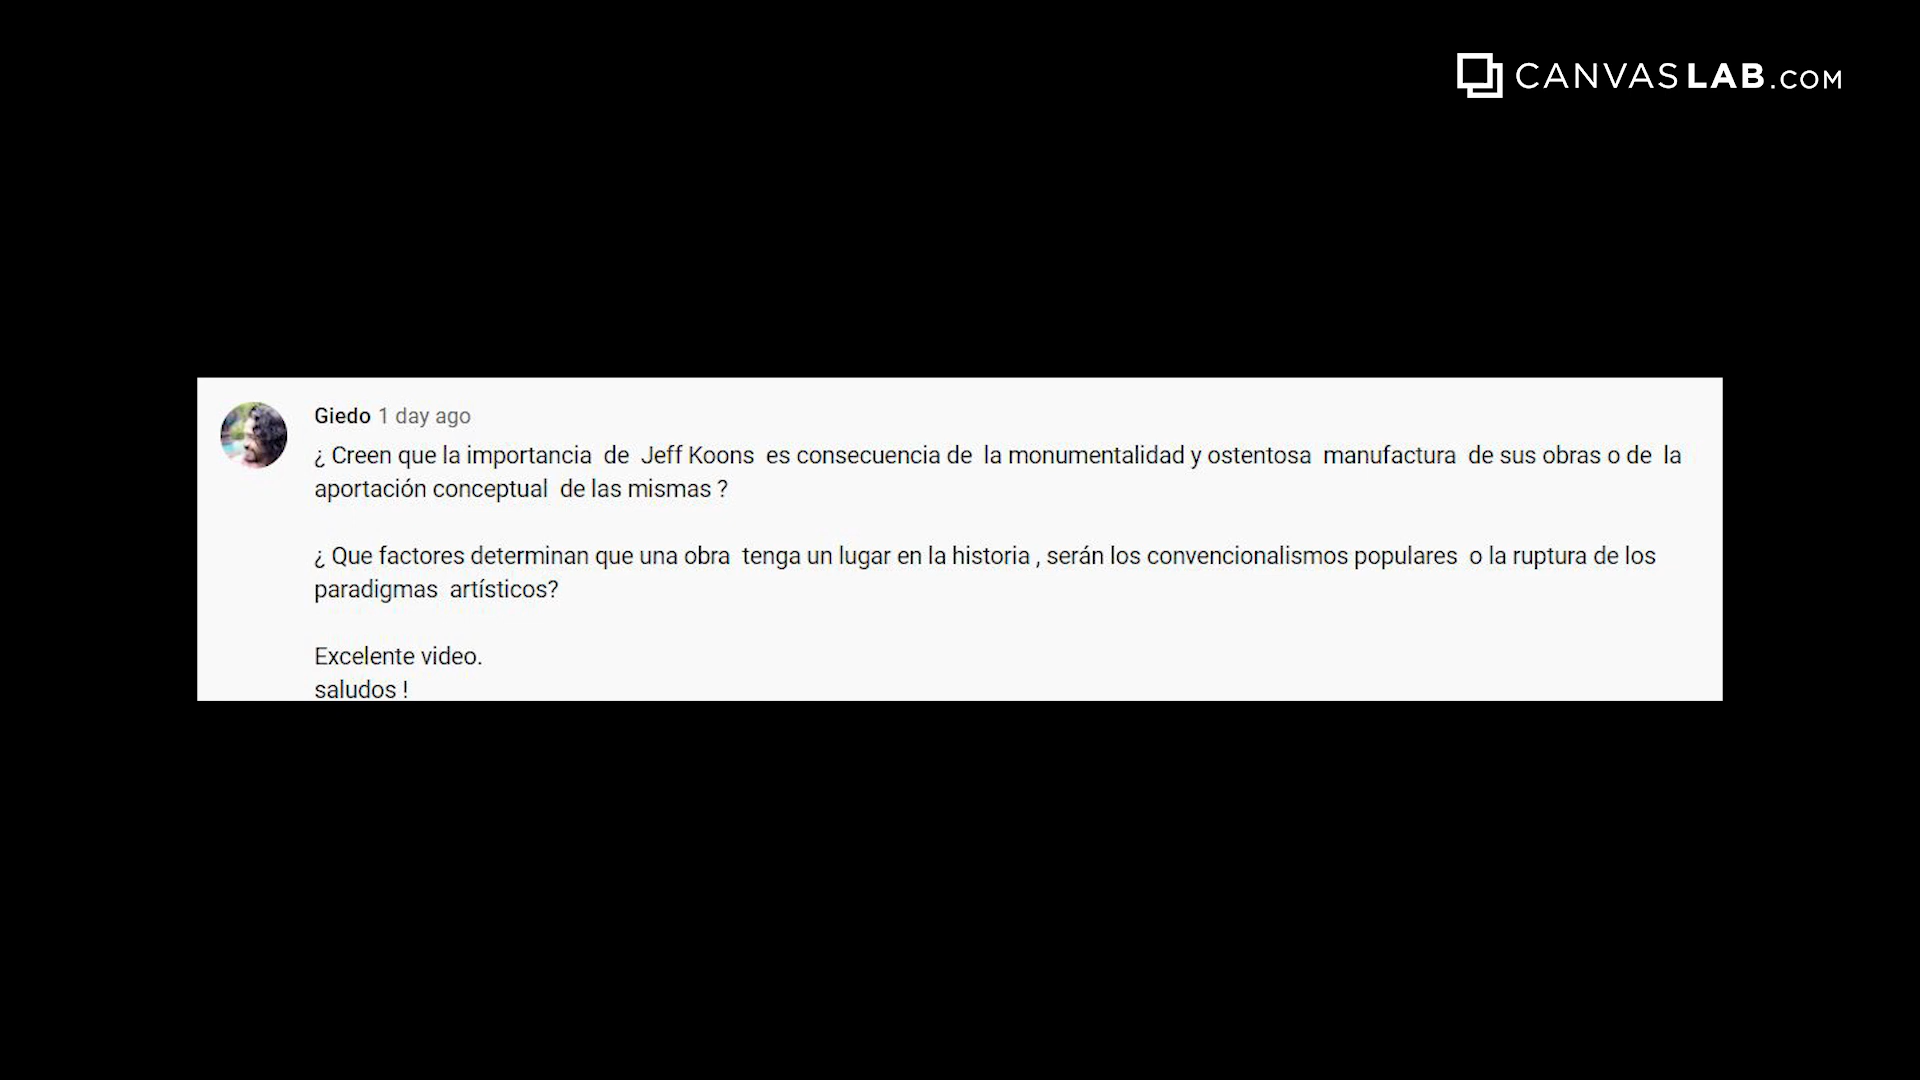 CANVASLAB.COM
Giedo 1 day ago
¿ Creen que la importancia de Jeff Koons es consecuencia de la monumentalidad y ostentosa manufactura de sus obras o de la
aportación conceptual de las mismas ?
¿ Que factores determinan que una obra tenga un lugar en la historia , serán los convencionalismos populares o la ruptura de los
paradigmas artísticos?
Excelente video.
saludos !